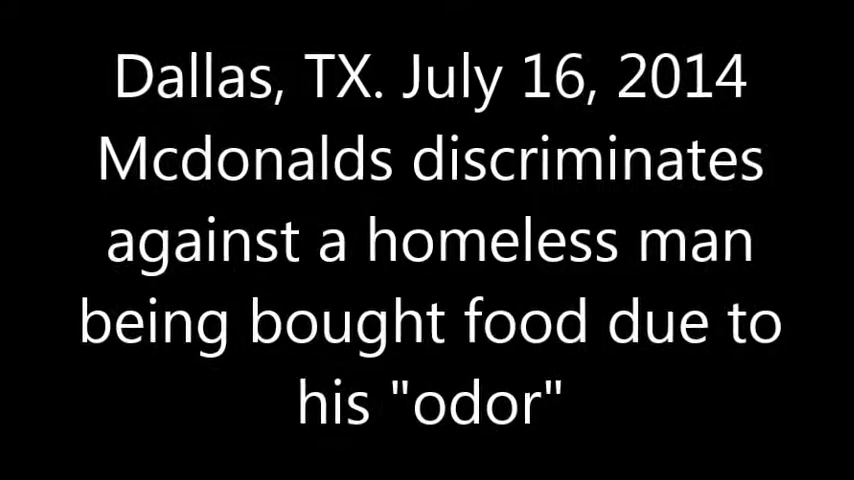 Dallas, TX. July 16, 2014
Mcdonalds discriminates
against a homeless man
being bought food due to
his "odor"